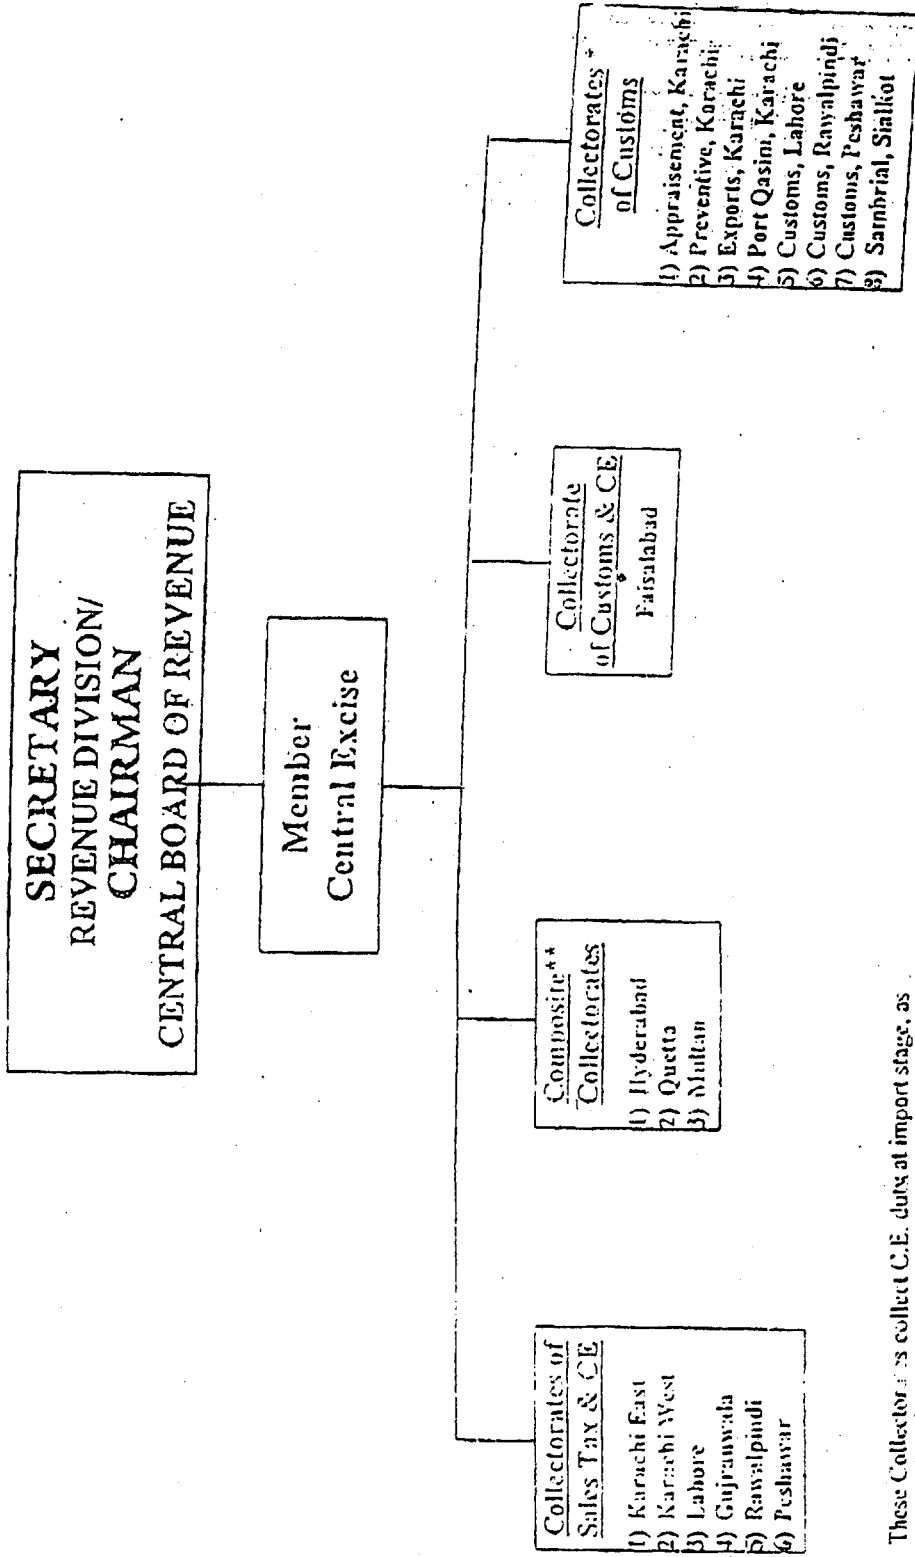 SECRETARY
REVENUE DIVISION/
CHAIRMAN
CENTRAL BOARD OF REVENUE
Member
Central Excise
Collectorates of
Sales Tax & CE
1) Karachi East
2) Karachi West
3) Lahore
4) Gujranwala
5) Rawalpindi
6) Peshawar
Composite**
Collectorates
1) Hyderabad
2) Quetta
3) Multan
Collectorate
of Customs & CE
Faisalabad
Collectorates *
of Customs
1) Appraisement, Karachi
2) Preventive, Karachi
3) Exports, Karachi
4) Port Qasim, Karachi
5) Customs, Lahore
6) Customs, Rawalpindi
7) Customs, Peshawar
8) Sambrial, Sialkot
These Collectorates collect C.E. duty at import stage, as